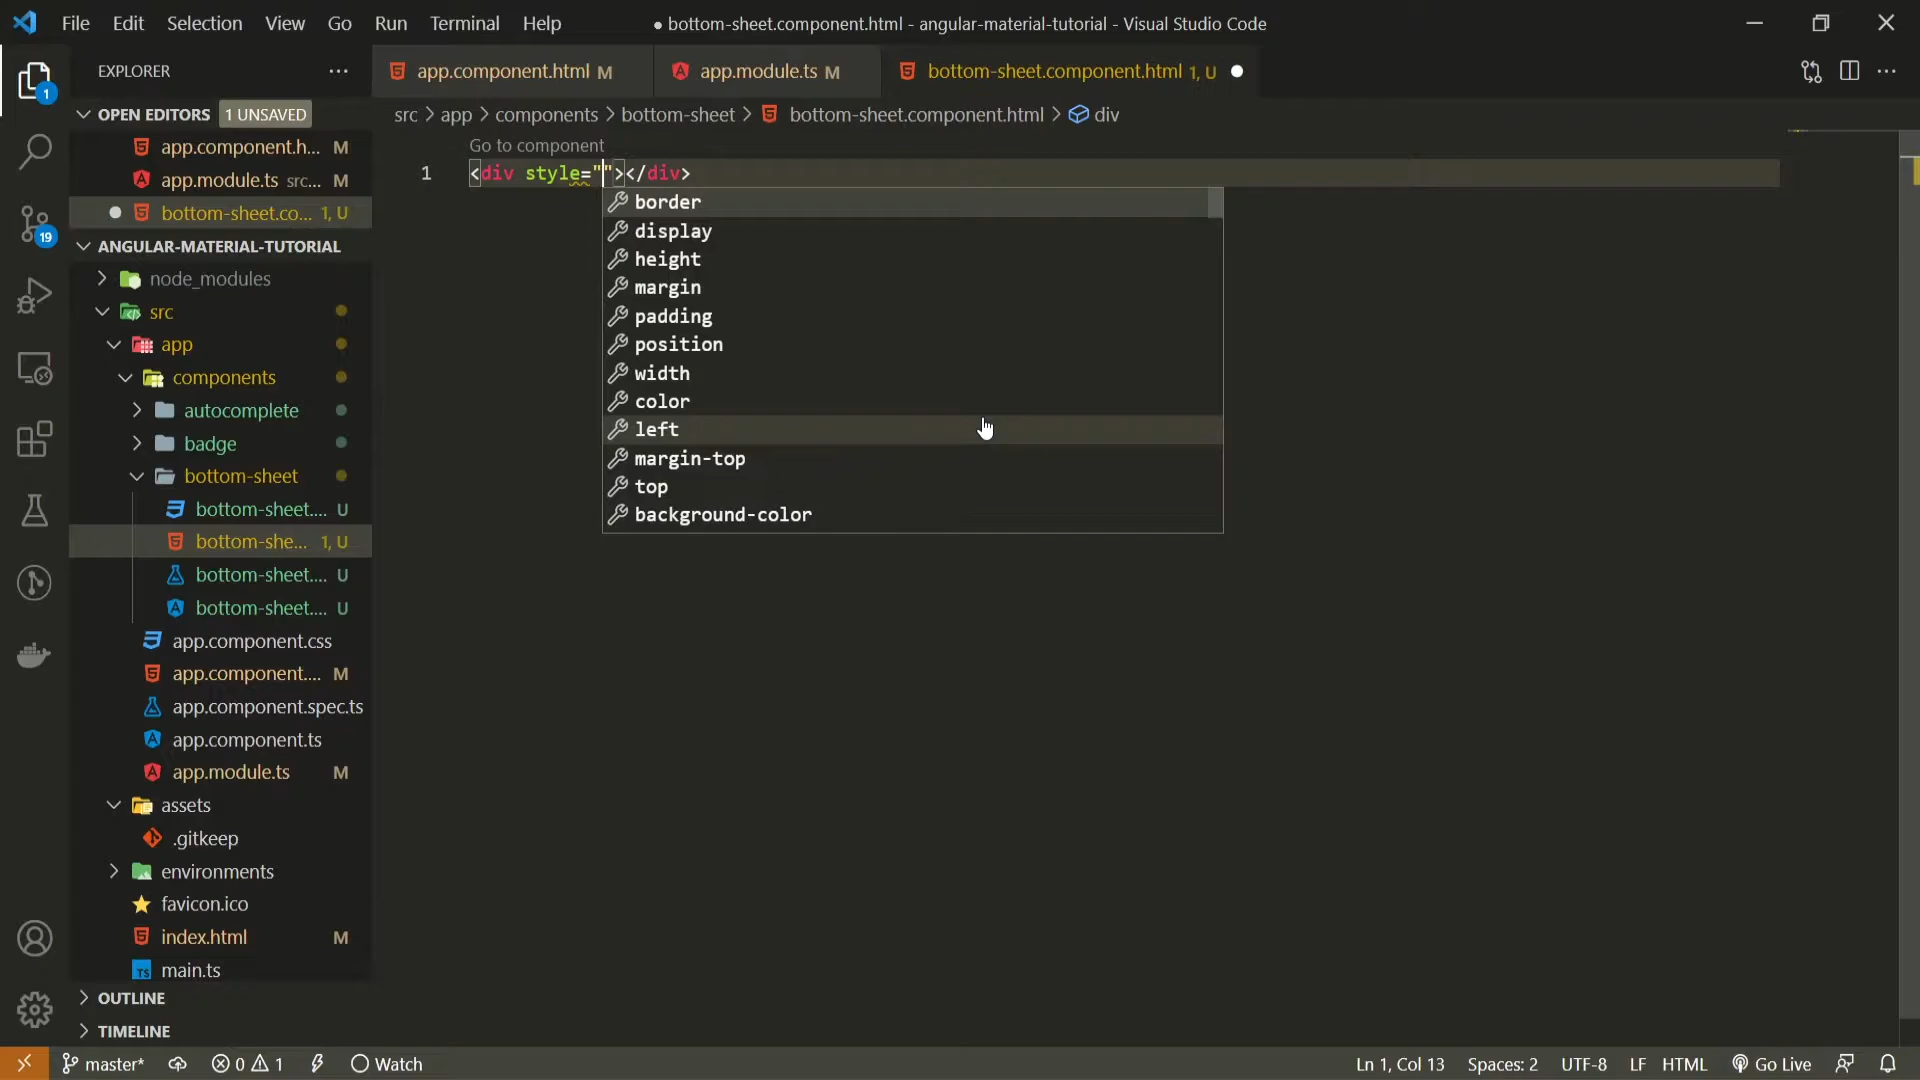 File Edit Selection View Go Run Terminal Help
● bottom-sheet.component.html - angular-material-tutorial - Visual Studio Code
EXPLORER
app.component.html M
app.module.ts M
bottom-sheet.component.html 1, U
OPEN EDITORS 1 UNSAVED
src > app > components > bottom-sheet > bottom-sheet.component.html > div
app.component.h... M
app.module.ts src... M
bottom-sheet.co... 1, U
Go to component
1 <div style=""></div>
border
display
height
margin
padding
position
width
color
left
margin-top
top
background-color
ANGULAR-MATERIAL-TUTORIAL
node_modules
src
app
components
autocomplete
badge
bottom-sheet
bottom-sheet.... U
bottom-she... 1, U
bottom-sheet.... U
bottom-sheet.... U
app.component.css
app.component.... M
app.component.spec.ts
app.component.ts
app.module.ts M
assets
.gitkeep
environments
favicon.ico
index.html M
TS main.ts
OUTLINE
TIMELINE
1
19
master* 0 1 Watch
Ln 1, Col 13 Spaces: 2 UTF-8 LF HTML Go Live